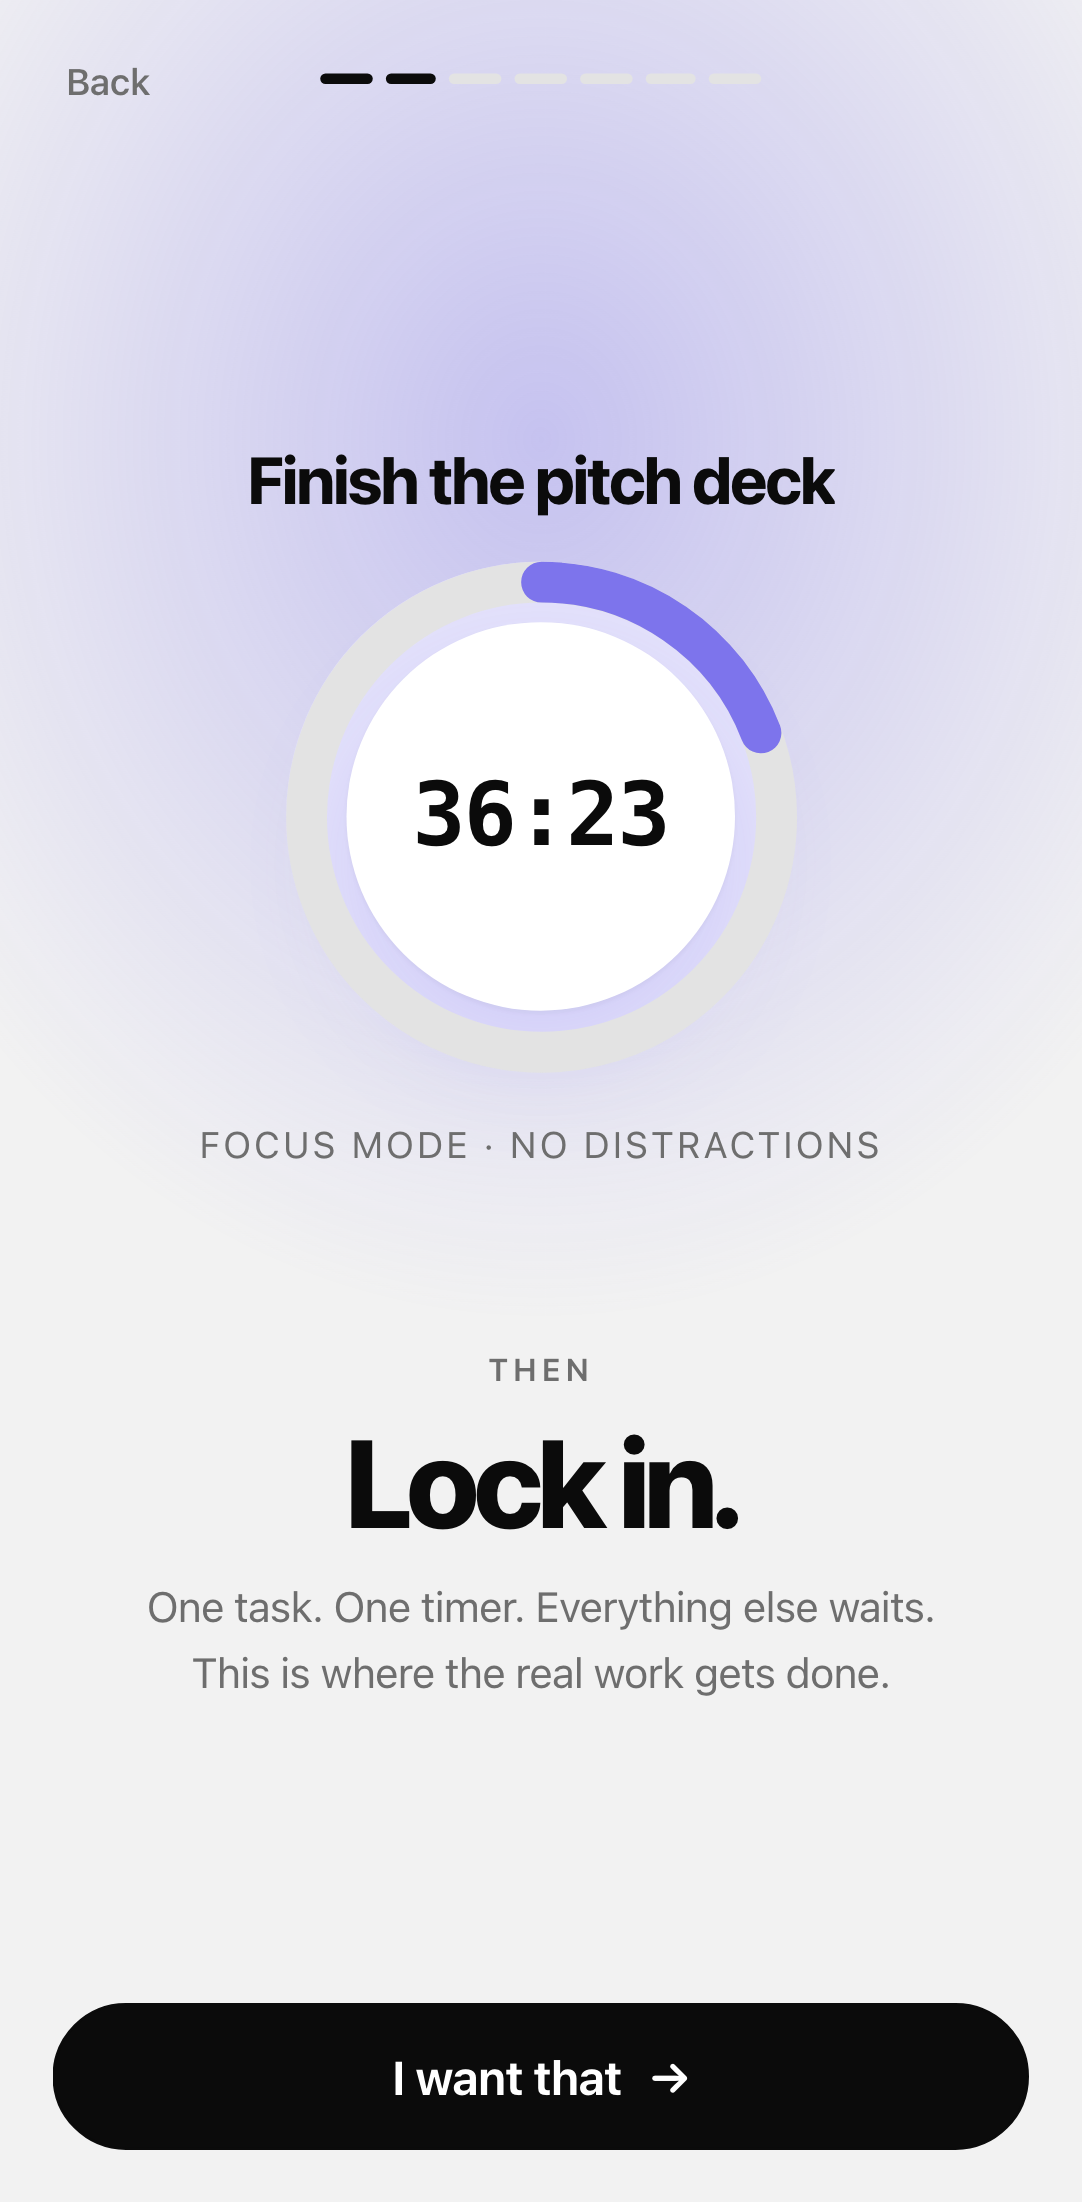 Back
Finish the pitch deck
36:23
FOCUS MODE · NO DISTRACTIONS
THEN
Lock in.
One task. One timer. Everything else waits.
This is where the real work gets done.
I want that →